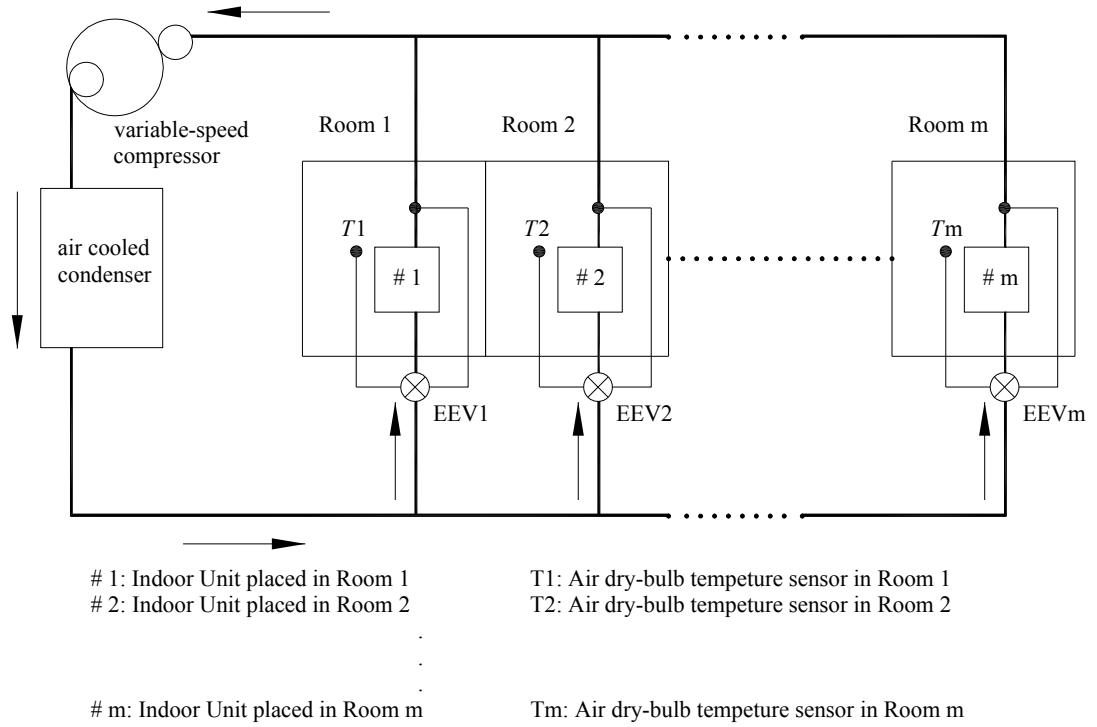 variable-speed
compressor
Room 1
Room 2
Room m
air cooled
condenser
T1
T2
Tm
# 1
# 2
# m
EEV1
EEV2
EEVm
# 1: Indoor Unit placed in Room 1
T1: Air dry-bulb tempeture sensor in Room 1
# 2: Indoor Unit placed in Room 2
T2: Air dry-bulb tempeture sensor in Room 2
.
.
.
# m: Indoor Unit placed in Room m
Tm: Air dry-bulb tempeture sensor in Room m